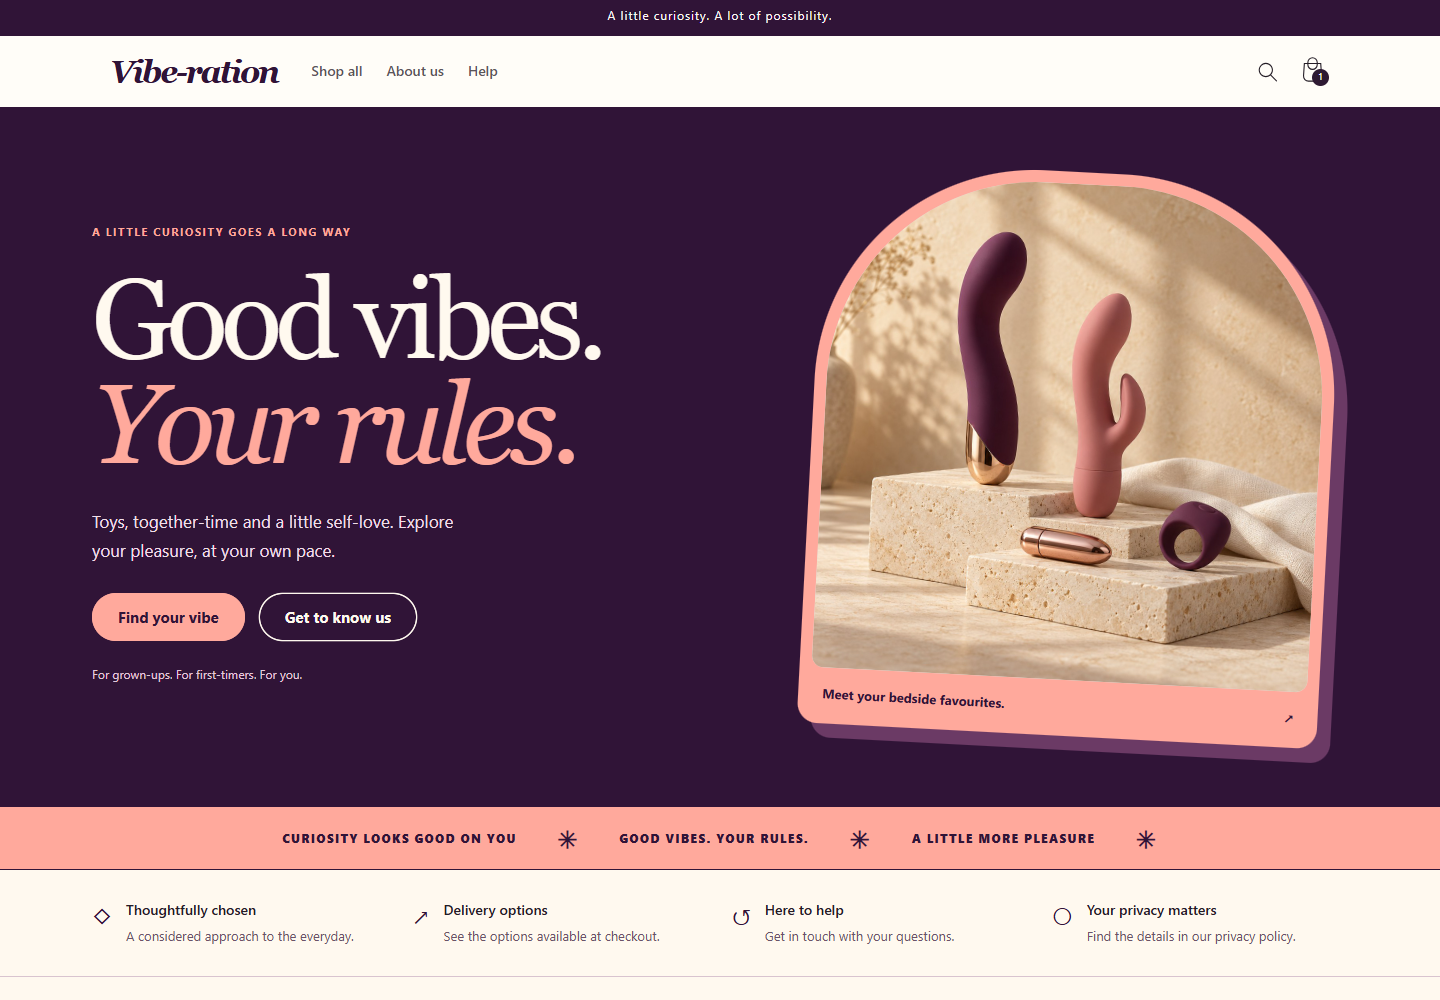 A little curiosity. A lot of possibility.
Vibe-ration
Shop all
About us
Help
1
A LITTLE CURIOSITY GOES A LONG WAY
Good vibes.
Your rules.
Toys, together-time and a little self-love. Explore
your pleasure, at your own pace.
Find your vibe
Get to know us
For grown-ups. For first-timers. For you.
Meet your bedside favourites.
CURIOSITY LOOKS GOOD ON YOU
GOOD VIBES. YOUR RULES.
A LITTLE MORE PLEASURE
Thoughtfully chosen
A considered approach to the everyday.
Delivery options
See the options available at checkout.
Here to help
Get in touch with your questions.
Your privacy matters
Find the details in our privacy policy.